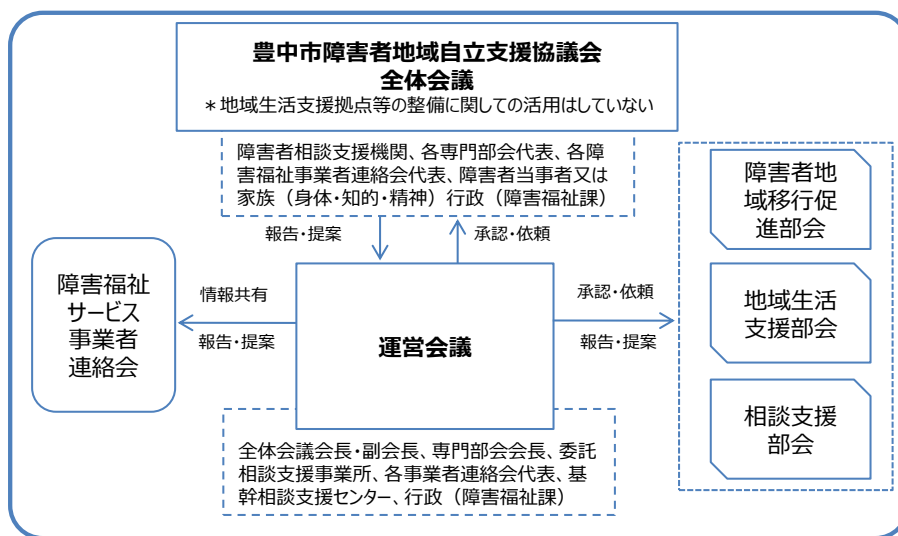 豊中市障害者地域自立支援協議会
全体会議
＊地域生活支援拠点等の整備に関しての活用はしていない
障害者相談支援機関、各専門部会代表、各障
害福祉事業者連絡会代表、障害者当事者又は
家族（身体・知的・精神）行政（障害福祉課）
報告・提案
承認・依頼
障害福祉
サービス
事業者
連絡会
情報共有
報告・提案
運営会議
承認・依頼
報告・提案
障害者地
域移行促
進部会
地域生活
支援部会
相談支援
部会
全体会議会長・副会長、専門部会会長、委託
相談支援事業所、各事業者連絡会代表、基
幹相談支援センター、行政（障害福祉課）